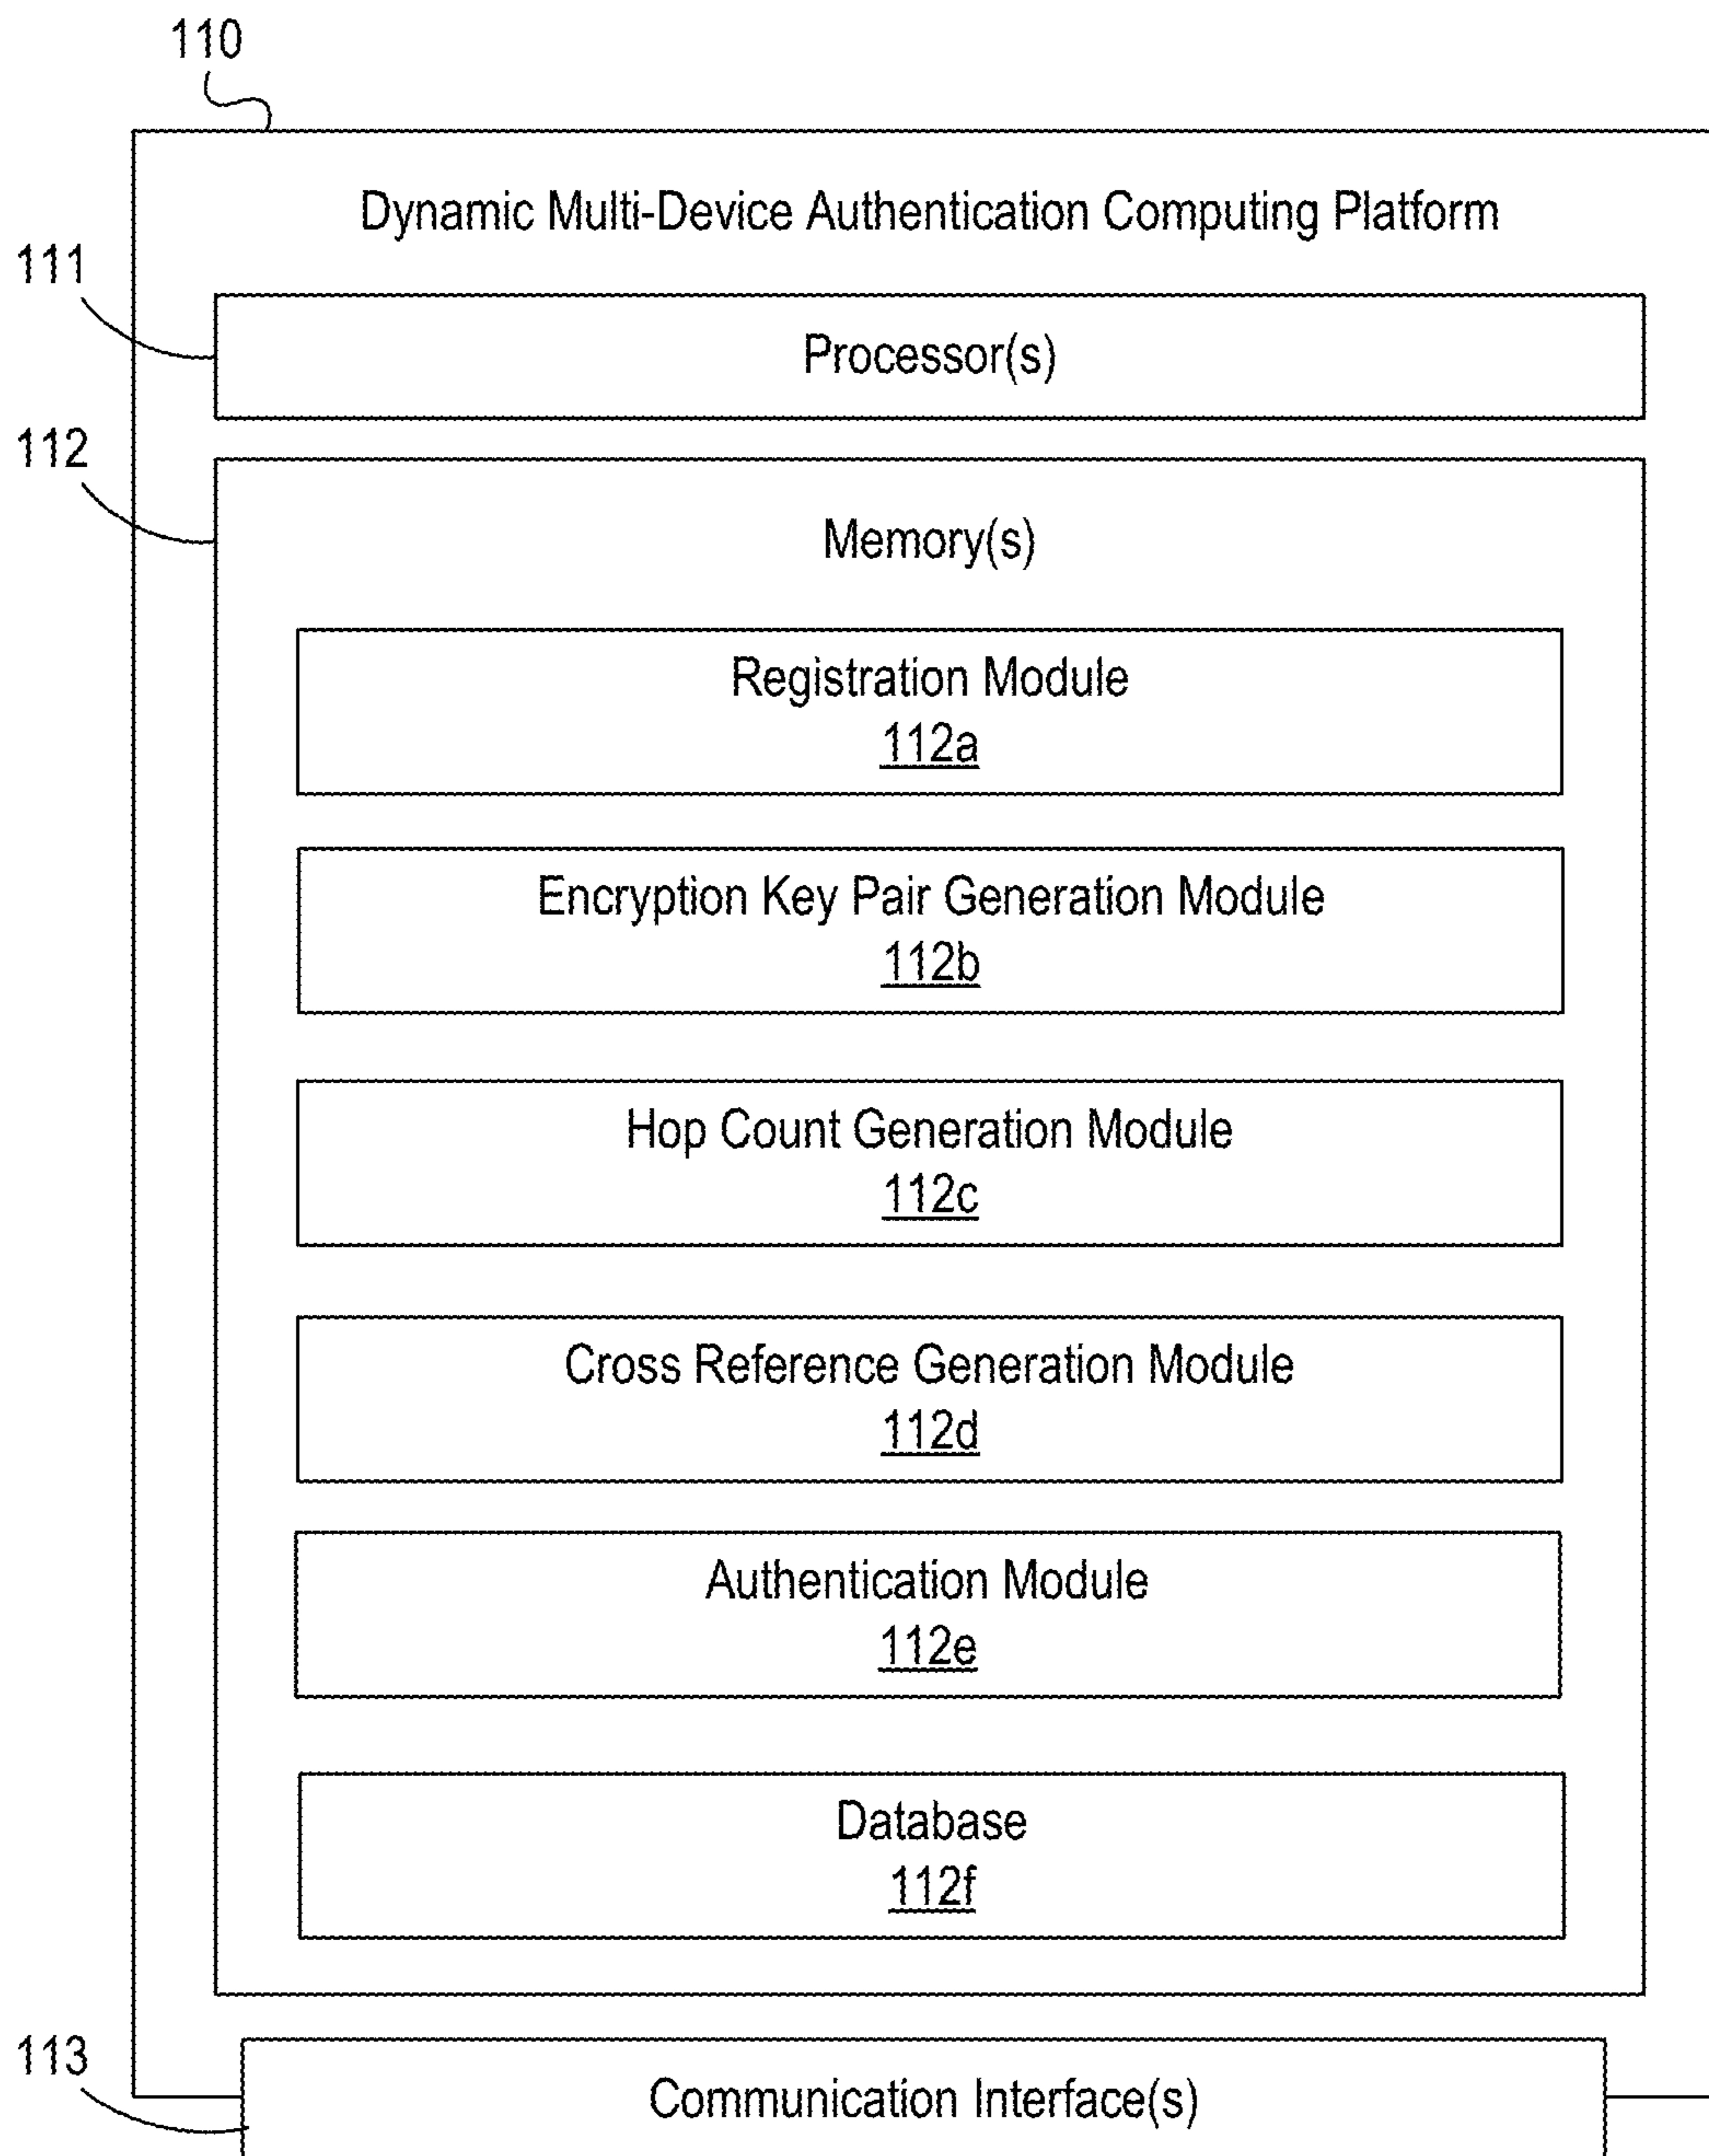 110
Dynamic Multi-Device Authentication Computing Platform
111
Processor(s)
112
Memory(s)
Registration Module
112a
Encryption Key Pair Generation Module
112b
Hop Count Generation Module
112c
Cross Reference Generation Module
112d
Authentication Module
112e
Database
112f
113
Communication Interface(s)